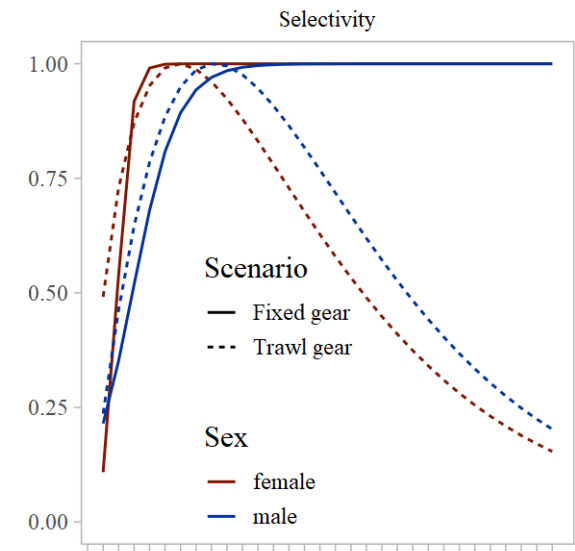 Selectivity
1.00
0.75
0.50
0.25
0.00
Scenario
Fixed gear
Trawl gear
Sex
female
male